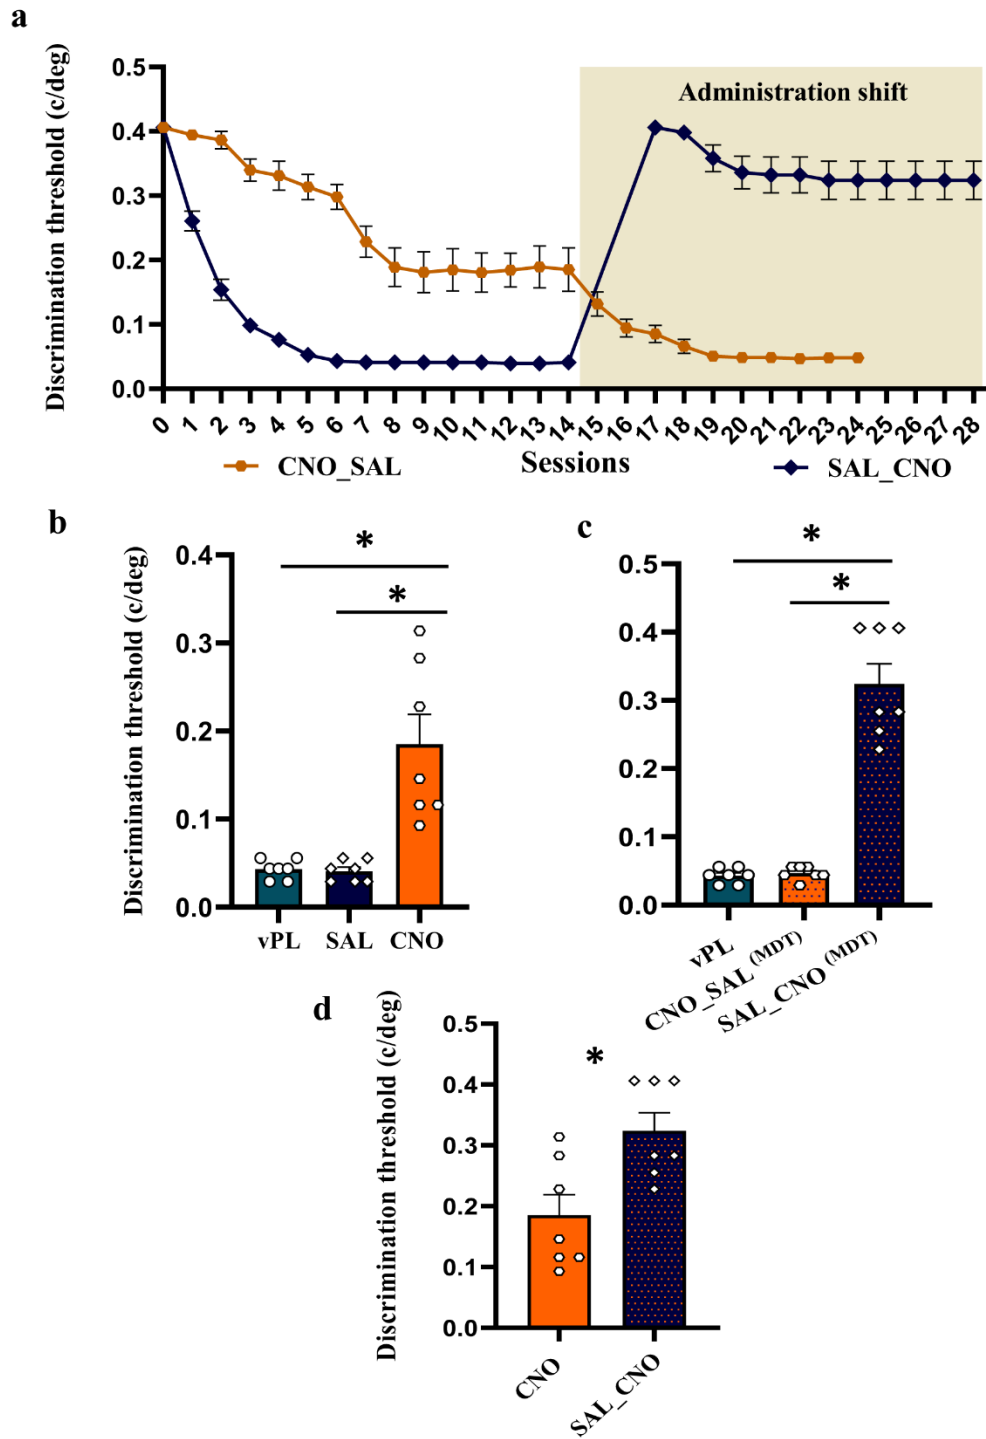 a
Discrimination threshold (c/deg)
0.5
0.4
0.3
0.2
0.1
0.0
Administration shift
0 1 2 3 4 5 6 7 8 9 10 11 12 13 14 15 16 17 18 19 20 21 22 23 24 25 26 27 28
CNO_SAL
Sessions
SAL_CNO
b
Discrimination threshold (c/deg)
0.4
0.3
0.2
0.1
0.0
*
*
vPL SAL CNO
c
0.5
0.4
0.3
0.2
0.1
0.0
*
*
vPL
CNO_SAL (MDT)
SAL_CNO (MDT)
d
Discrimination threshold (c/deg)
0.5
0.4
0.3
0.2
0.1
0.0
*
CNO
SAL_CNO